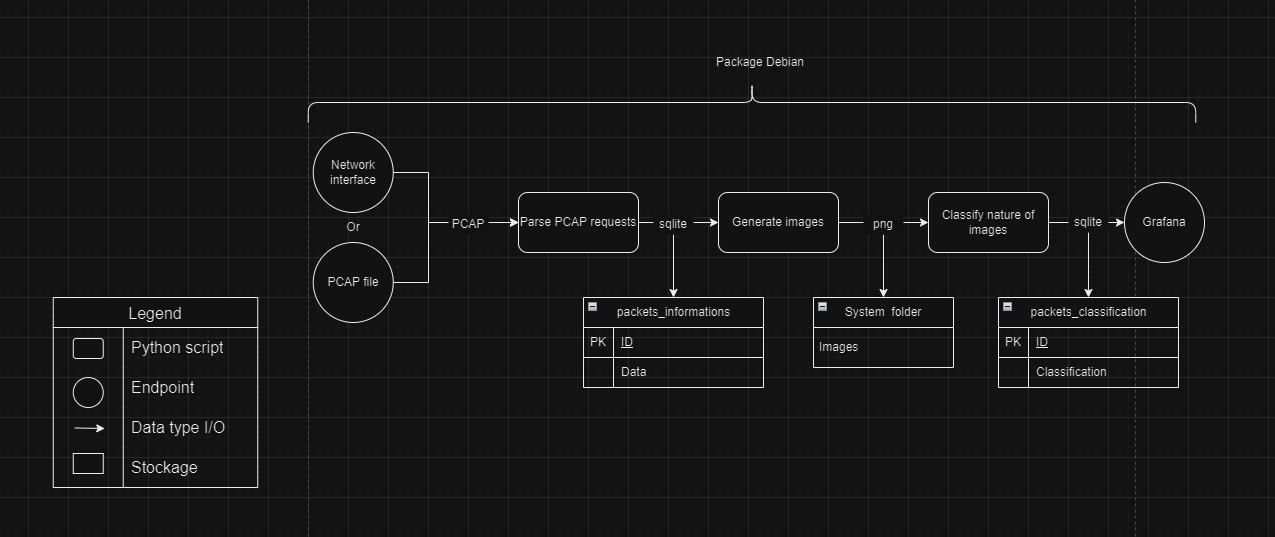 Package Debian
Network
interface
Or
PCAP file
PCAP
Parse PCAP requests
sqlite
Generate images
png
Classify nature of
images
sqlite
Grafana
packets_informations
PK
ID
Data
System folder
Images
packets_classification
PK
ID
Classification
Legend
Python script
Endpoint
Data type I/O
Stockage